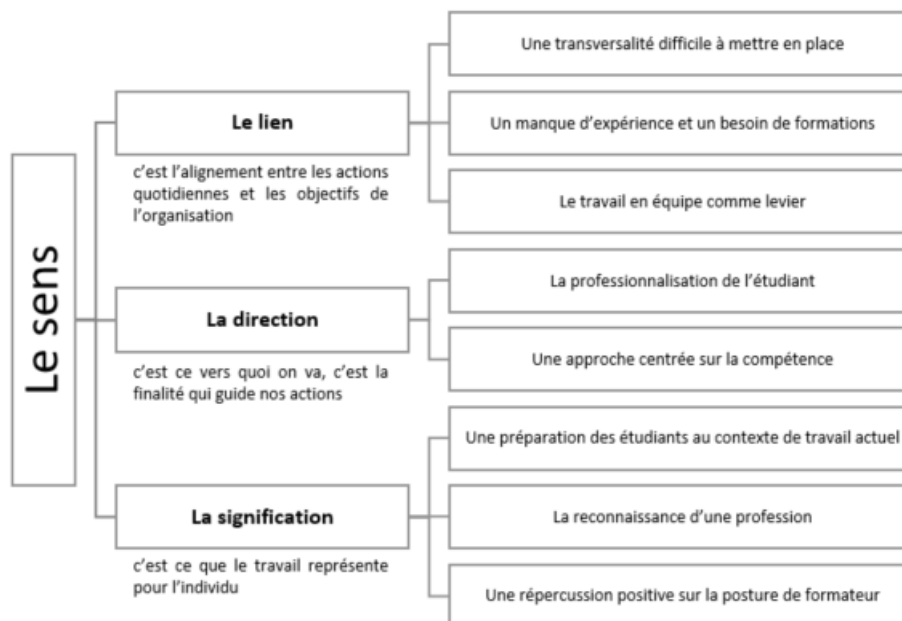 Le sens
Le lien
c'est l'alignement entre les actions
quotidiennes et les objectifs de
l'organisation
Une transversalité difficile à mettre en place
Un manque d'expérience et un besoin de formations
Le travail en équipe comme levier
La direction
c'est ce vers quoi on va, c'est la
finalité qui guide nos actions
La professionnalisation de l'étudiant
Une approche centrée sur la compétence
La signification
c'est ce que le travail représente
pour l'individu
Une préparation des étudiants au contexte de travail actuel
La reconnaissance d'une profession
Une répercussion positive sur la posture de formateur